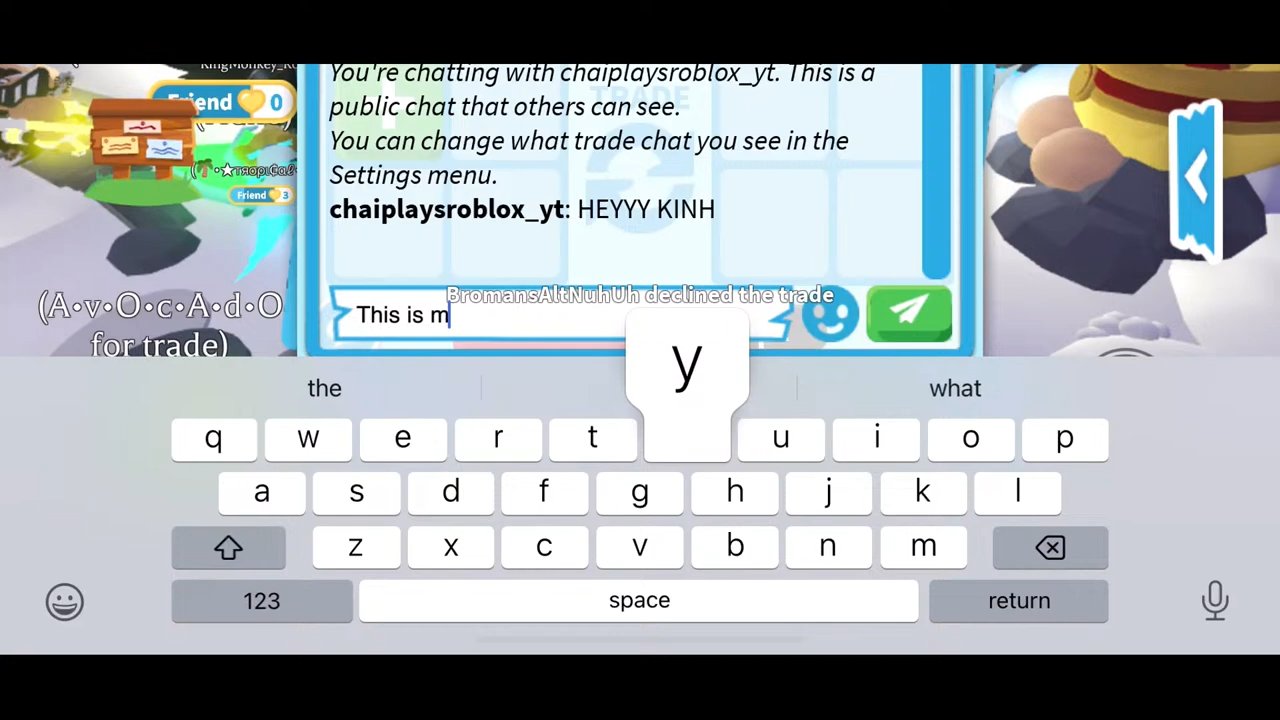 KingMonkey_Ro
Friend 0
Friend 3
(A•v•O•c•A•d•O
for trade)
You're chatting with chaiplaysroblox_yt. This is a
public chat that others can see.
You can change what trade chat you see in the
Settings menu.
chaiplaysroblox_yt: HEYYY KINH
TRADE
BromansAltNuhUh declined the trade
This is m
y
the what
q w e r t u i o p
a s d f g h j k l
z x c v b n m
123 space return